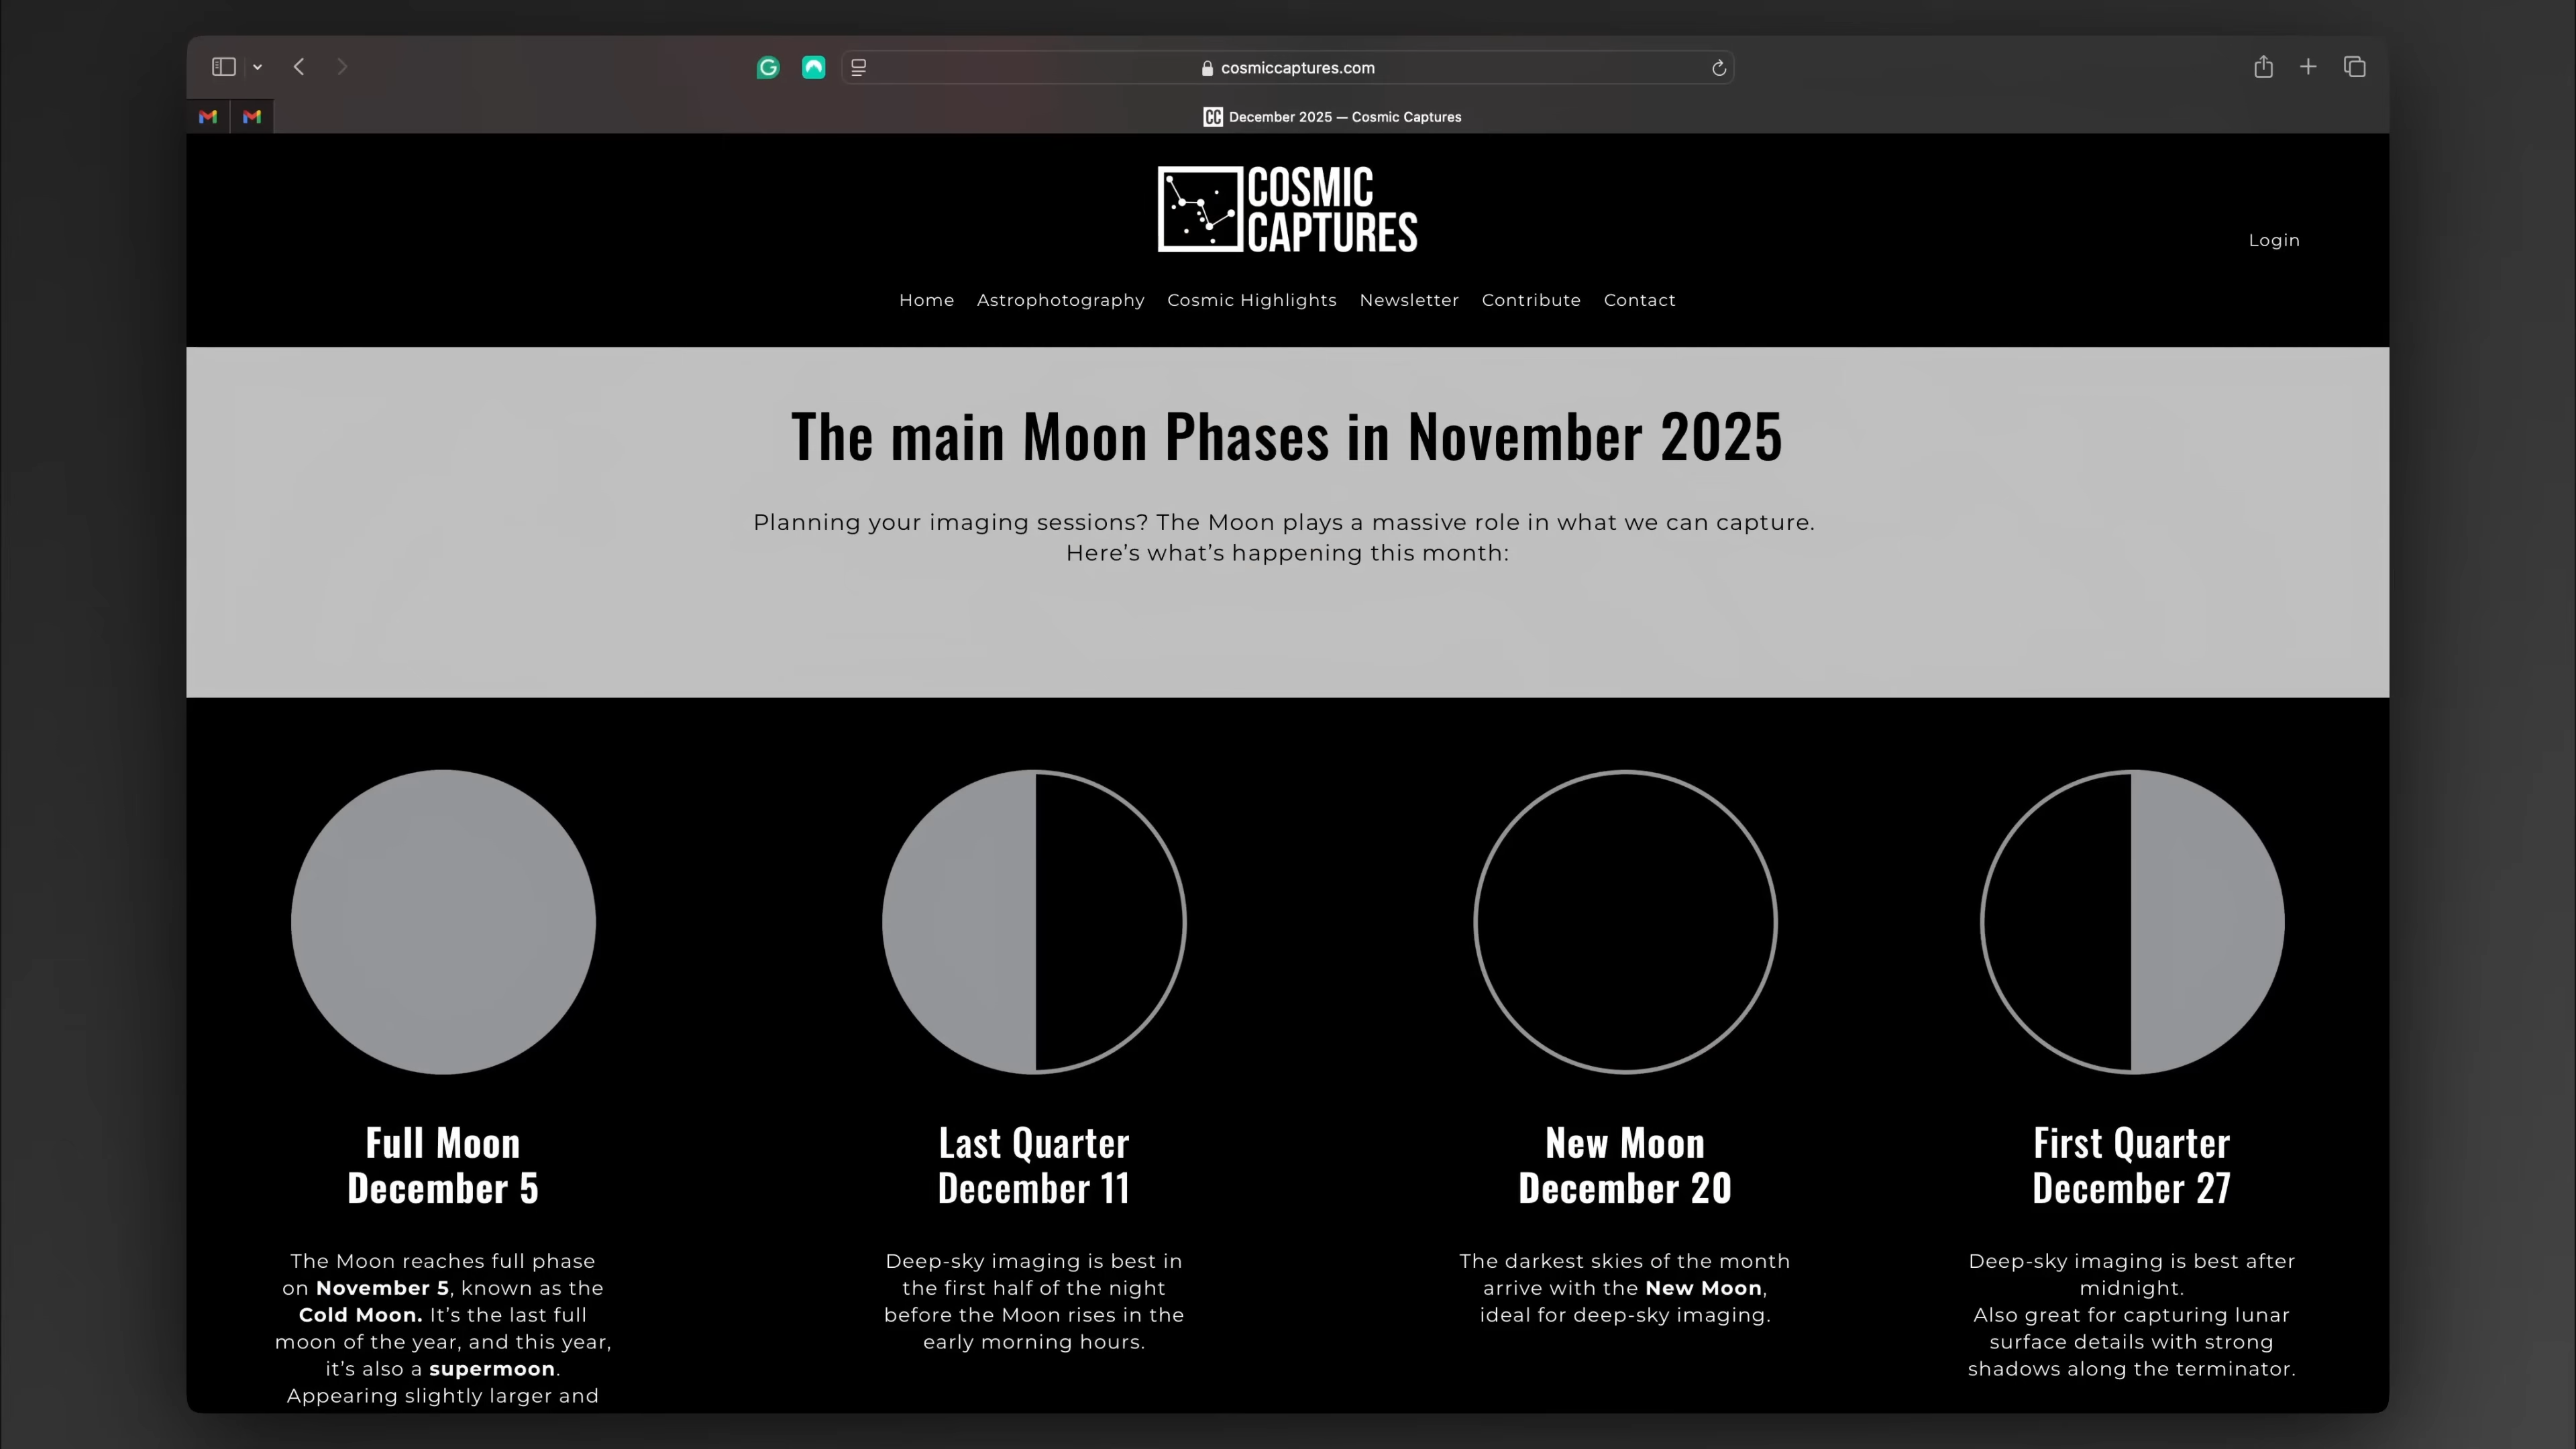 cosmiccaptures.com
CC December 2025 — Cosmic Captures
COSMIC
CAPTURES
Login
Home Astrophotography Cosmic Highlights Newsletter Contribute Contact
The main Moon Phases in November 2025
Planning your imaging sessions? The Moon plays a massive role in what we can capture.
Here’s what’s happening this month:
Full Moon
December 5
The Moon reaches full phase
on November 5, known as the
Cold Moon. It’s the last full
moon of the year, and this year,
it’s also a supermoon.
Appearing slightly larger and
Last Quarter
December 11
Deep-sky imaging is best in
the first half of the night
before the Moon rises in the
early morning hours.
New Moon
December 20
The darkest skies of the month
arrive with the New Moon,
ideal for deep-sky imaging.
First Quarter
December 27
Deep-sky imaging is best after
midnight.
Also great for capturing lunar
surface details with strong
shadows along the terminator.